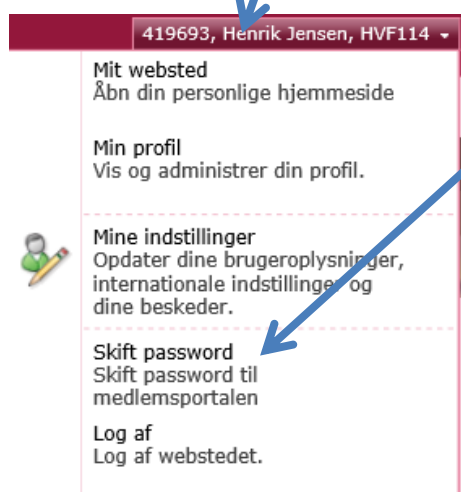 419693, Henrik Jensen, HVF114
Mit websted
Åbn din personlige hjemmeside
Min profil
Vis og administrer din profil.
Mine indstillinger
Opdater dine brugeroplysninger,
internationale indstillinger og
dine beskeder.
Skift password
Skift password til
medlemsportalen
Log af
Log af webstedet.